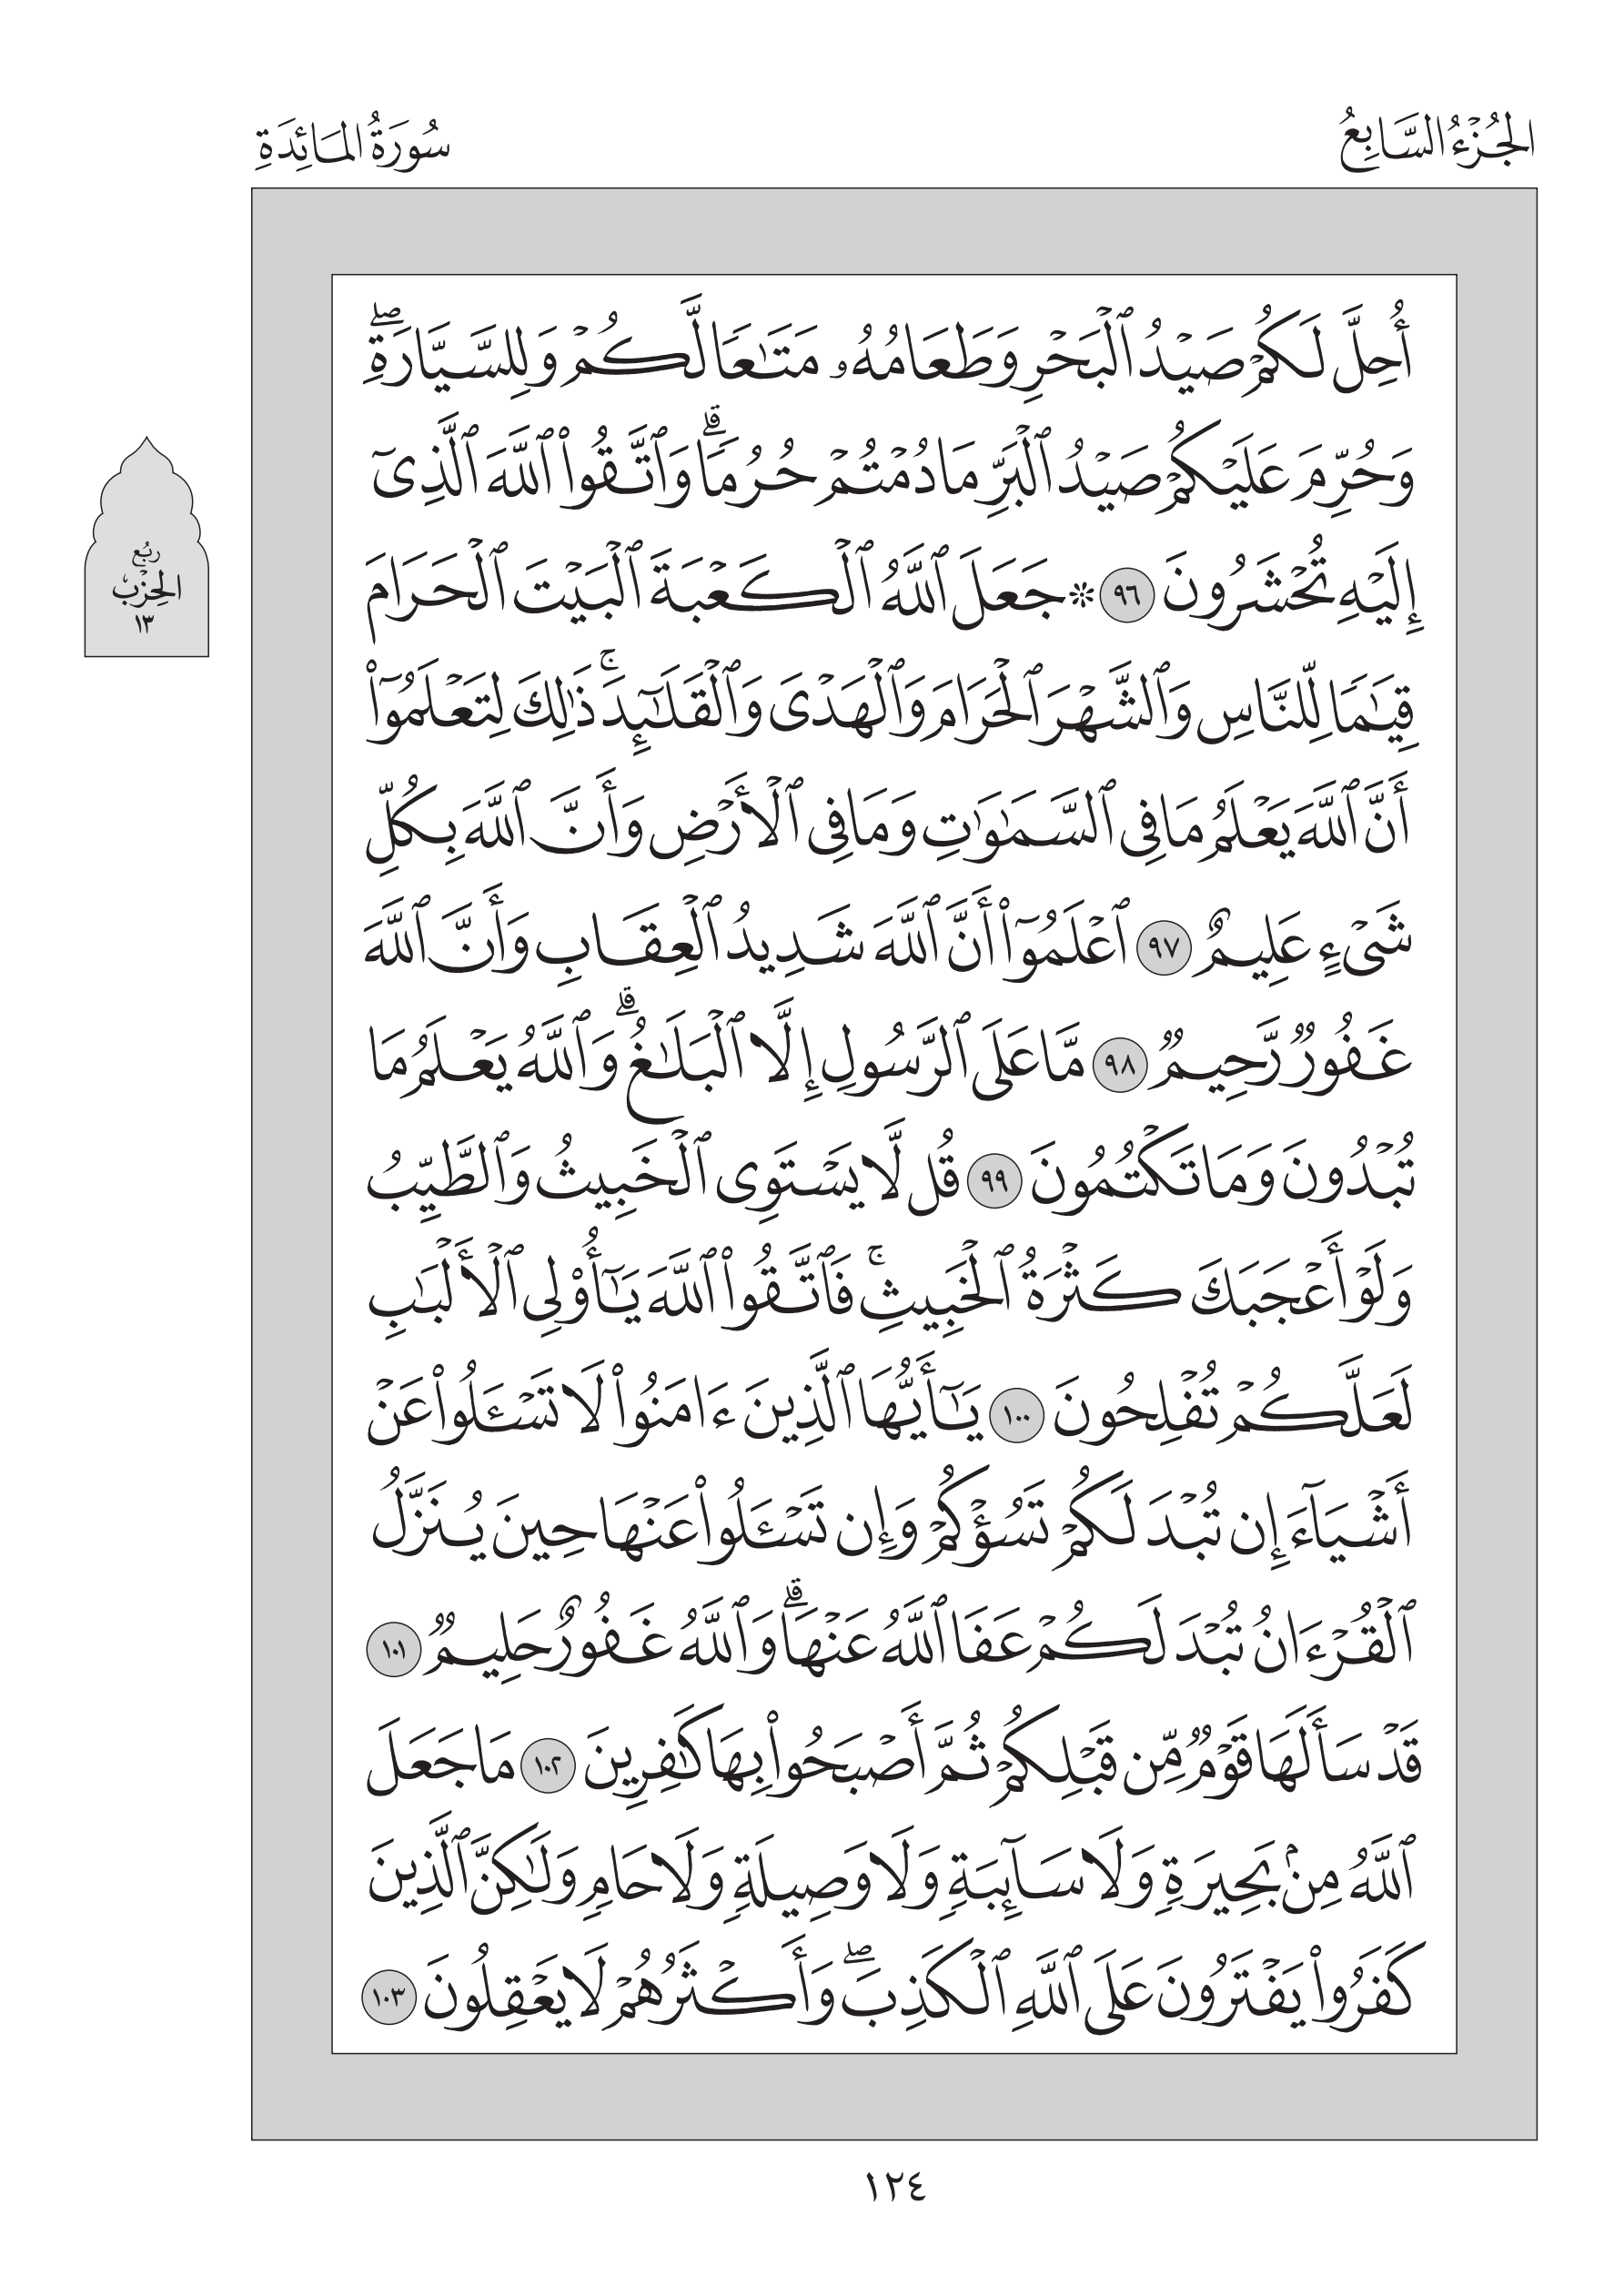 الجُزْءُ السَّابِعُ
سُورَةُ المَائِدَةِ
أُحِلَّ لَكُمْ صَيْدُ ٱلْبَحْرِ وَطَعَامُهُۥ مَتَٰعًا لَّكُمْ وَلِلسَّيَّارَةِۖ
وَحُرِّمَ عَلَيْكُمْ صَيْدُ ٱلْبَرِّ مَا دُمْتُمْ حُرُمًاۗ وَٱتَّقُوا۟ ٱللَّهَ ٱلَّذِىٓ
إِلَيْهِ تُحْشَرُونَ ٩٦ ۞ جَعَلَ ٱللَّهُ ٱلْكَعْبَةَ ٱلْبَيْتَ ٱلْحَرَامَ
رُبع
الحِزْب
١٣
قِيَٰمًا لِّلنَّاسِ وَٱلشَّهْرَ ٱلْحَرَامَ وَٱلْهَدْىَ وَٱلْقَلَٰٓئِدَۚ ذَٰلِكَ لِتَعْلَمُوٓا۟
أَنَّ ٱللَّهَ يَعْلَمُ مَا فِى ٱلسَّمَٰوَٰتِ وَمَا فِى ٱلْأَرْضِ وَأَنَّ ٱللَّهَ بِكُلِّ
شَىْءٍ عَلِيمٌ ٩٧ ٱعْلَمُوٓا۟ أَنَّ ٱللَّهَ شَدِيدُ ٱلْعِقَابِ وَأَنَّ ٱللَّهَ
غَفُورٌ رَّحِيمٌ ٩٨ مَّا عَلَى ٱلرَّسُولِ إِلَّا ٱلْبَلَٰغُۗ وَٱللَّهُ يَعْلَمُ مَا
تُبْدُونَ وَمَا تَكْتُمُونَ ٩٩ قُل لَّا يَسْتَوِى ٱلْخَبِيثُ وَٱلطَّيِّبُ
وَلَوْ أَعْجَبَكَ كَثْرَةُ ٱلْخَبِيثِۚ فَٱتَّقُوا۟ ٱللَّهَ يَٰٓأُو۟لِى ٱلْأَلْبَٰبِ
لَعَلَّكُمْ تُفْلِحُونَ ١٠٠ يَٰٓأَيُّهَا ٱلَّذِينَ ءَامَنُوا۟ لَا تَسْـَٔلُوا۟ عَنْ
أَشْيَآءَ إِن تُبْدَ لَكُمْ تَسُؤْكُمْ وَإِن تَسْـَٔلُوا۟ عَنْهَا حِينَ يُنَزَّلُ
ٱلْقُرْءَانُ تُبْدَ لَكُمْ عَفَا ٱللَّهُ عَنْهَاۗ وَٱللَّهُ غَفُورٌ حَلِيمٌ ١٠١
قَدْ سَأَلَهَا قَوْمٌ مِّن قَبْلِكُمْ ثُمَّ أَصْبَحُوا۟ بِهَا كَٰفِرِينَ ١٠٢ مَا جَعَلَ
ٱللَّهُ مِنۢ بَحِيرَةٍ وَلَا سَآئِبَةٍ وَلَا وَصِيلَةٍ وَلَا حَامٍ وَلَٰكِنَّ ٱلَّذِينَ
كَفَرُوا۟ يَفْتَرُونَ عَلَى ٱللَّهِ ٱلْكَذِبَۖ وَأَكْثَرُهُمْ لَا يَعْقِلُونَ ١٠٣
١٢٤